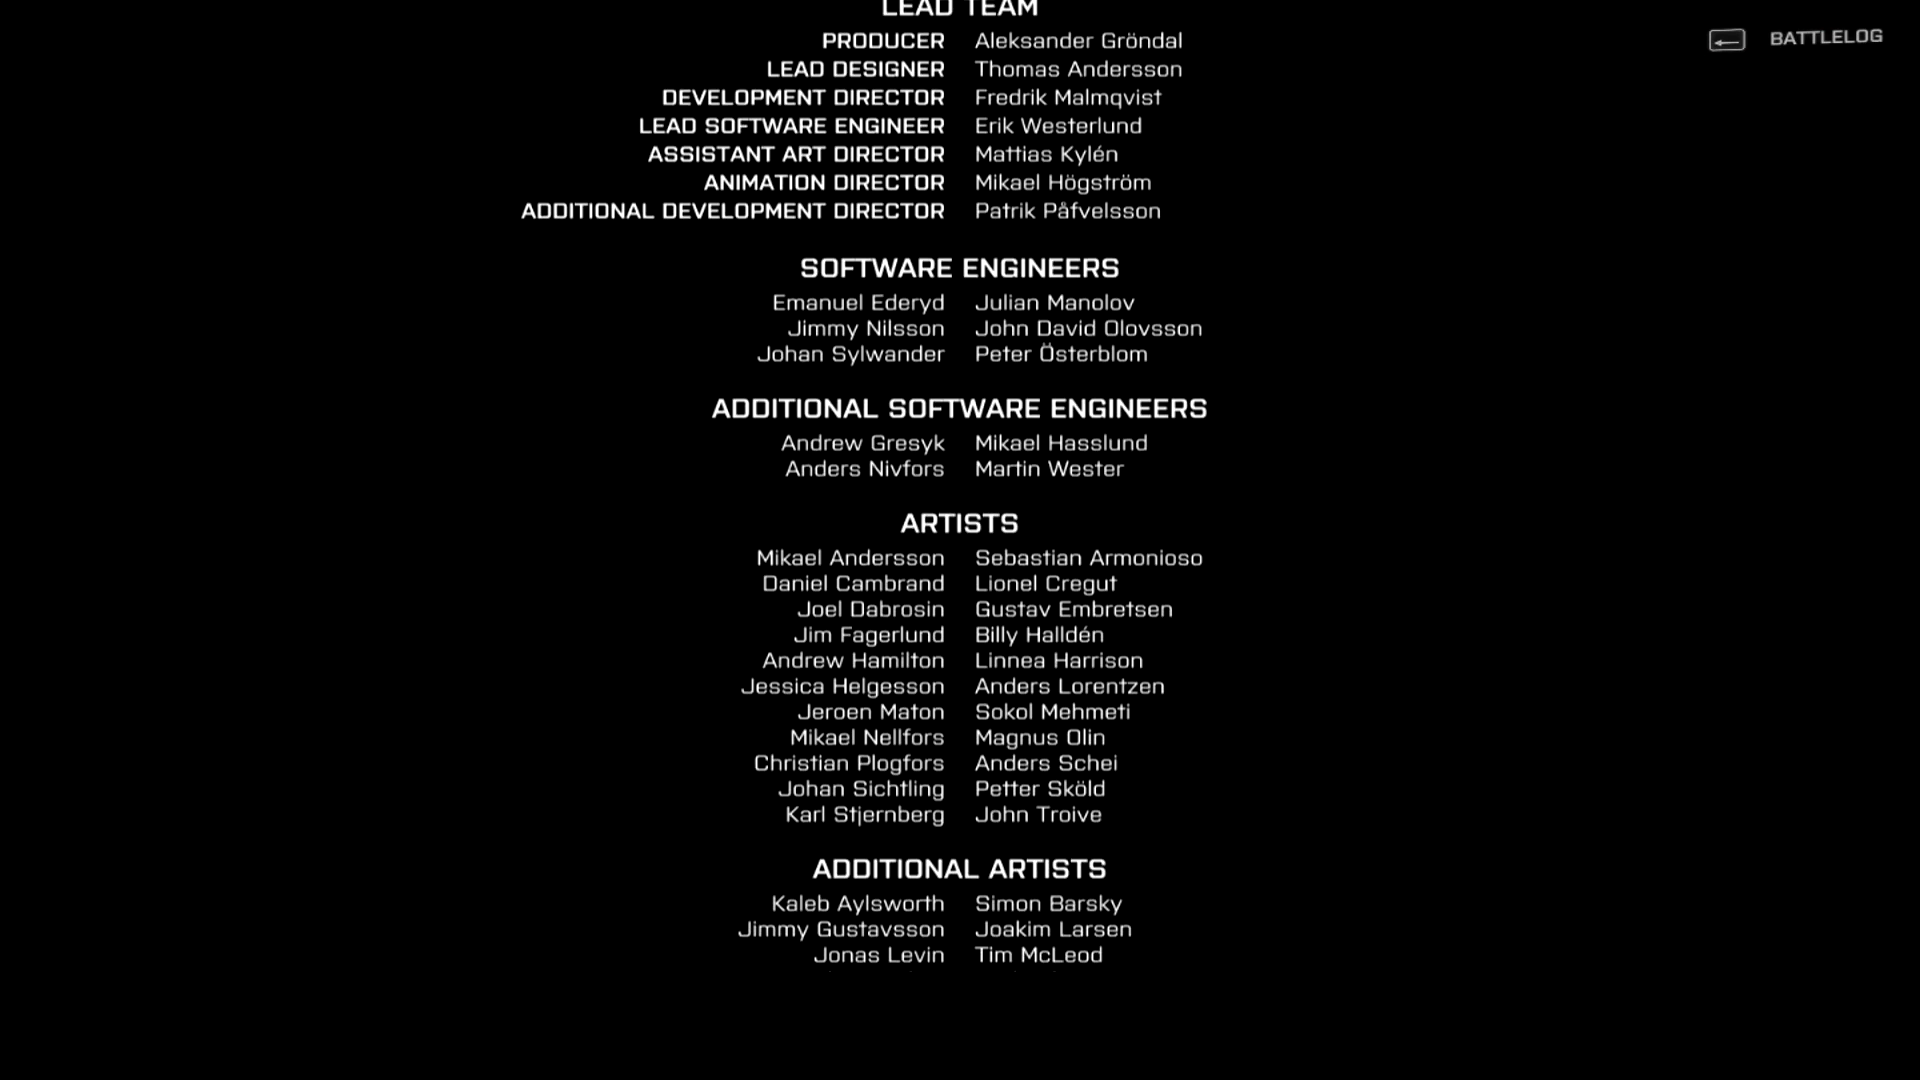 LEAD TEAM
PRODUCER Aleksander Gröndal
BATTLELOG
LEAD DESIGNER Thomas Andersson
DEVELOPMENT DIRECTOR Fredrik Malmqvist
LEAD SOFTWARE ENGINEER Erik Westerlund
ASSISTANT ART DIRECTOR Mattias Kylén
ANIMATION DIRECTOR Mikael Högström
ADDITIONAL DEVELOPMENT DIRECTOR Patrik Påfvelsson
SOFTWARE ENGINEERS
Emanuel Ederyd Julian Manolov
Jimmy Nilsson John David Olovsson
Johan Sylwander Peter Österblom
ADDITIONAL SOFTWARE ENGINEERS
Andrew Gresyk Mikael Hasslund
Anders Nivfors Martin Wester
ARTISTS
Mikael Andersson Sebastian Armonioso
Daniel Cambrand Lionel Cregut
Joel Dabrosin Gustav Embretsen
Jim Fagerlund Billy Halldén
Andrew Hamilton Linnea Harrison
Jessica Helgesson Anders Lorentzen
Jeroen Maton Sokol Mehmeti
Mikael Nellfors Magnus Olin
Christian Plogfors Anders Schei
Johan Sichtling Petter Sköld
Karl Stjernberg John Troive
ADDITIONAL ARTISTS
Kaleb Aylsworth Simon Barsky
Jimmy Gustavsson Joakim Larsen
Jonas Levin Tim McLeod